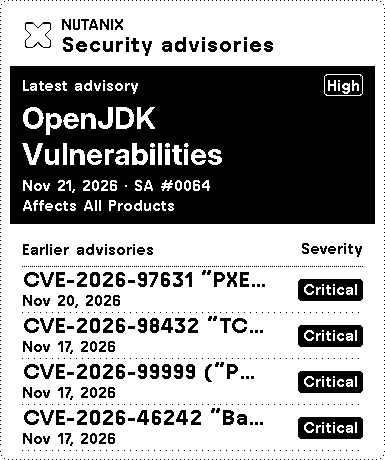 NUTANIX
Security advisories
Latest advisory
High
OpenJDK
Vulnerabilities
Nov 21, 2026 · SA #0064
Affects All Products
Earlier advisories
Severity
CVE-2026-97631 “PXE...
Nov 20, 2026
Critical
CVE-2026-98432 “TC...
Nov 17, 2026
Critical
CVE-2026-99999 (“P...
Nov 17, 2026
Critical
CVE-2026-46242 “Ba...
Nov 17, 2026
Critical